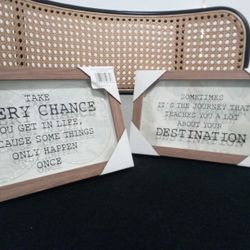 TAKE
ERY CHANCE
OU GET IN LIFE,
CAUSE SOME THINGS
ONLY HAPPEN
ONCE
SOMETIMES
IT'S THE JOURNEY THAT
TEACHES YOU A LOT
ABOUT YOUR
DESTINATION